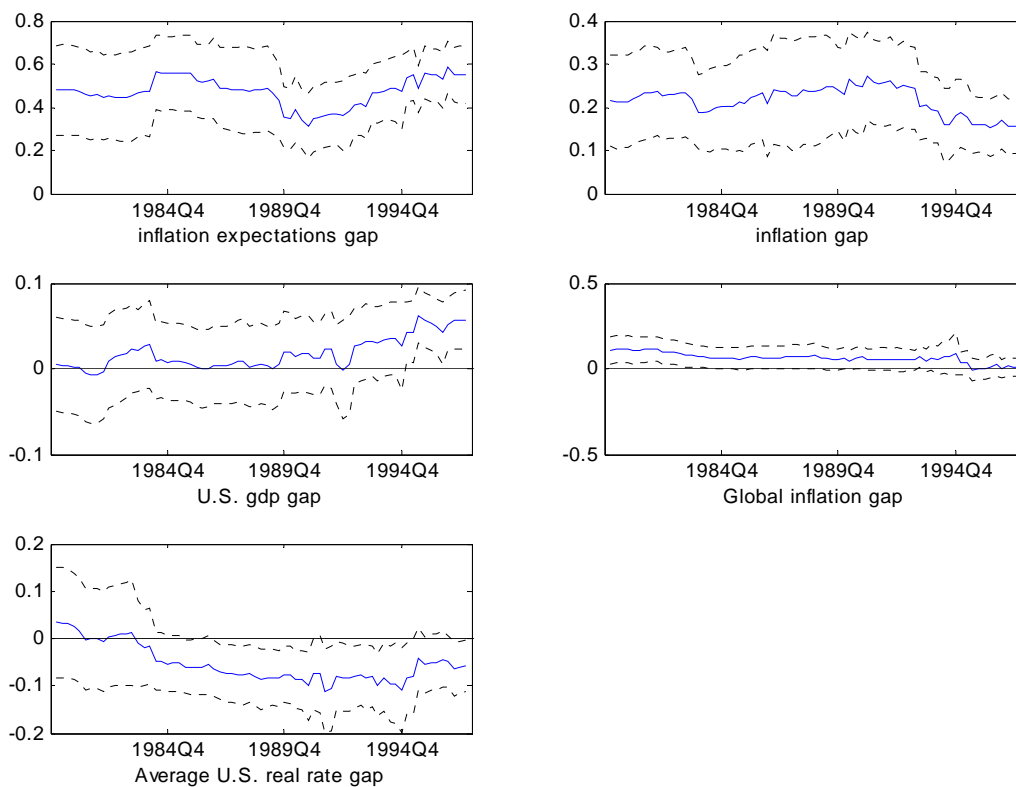 0.8
0.6
0.4
0.2
0
1984Q4 1989Q4 1994Q4
inflation expectations gap
0.4
0.3
0.2
0.1
0
1984Q4 1989Q4 1994Q4
inflation gap
0.1
0
-0.1
1984Q4 1989Q4 1994Q4
U.S. gdp gap
0.5
0
-0.5
1984Q4 1989Q4 1994Q4
Global inflation gap
0.2
0.1
0
-0.1
-0.2
1984Q4 1989Q4 1994Q4
Average U.S. real rate gap